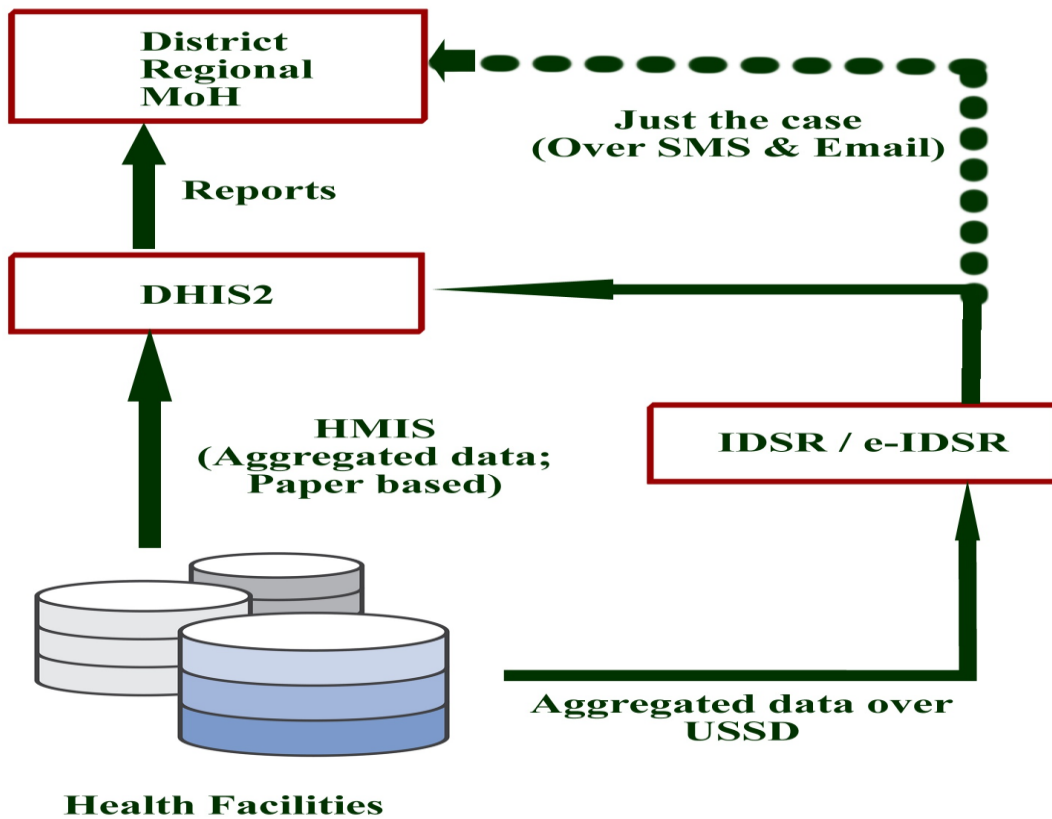 District
Regional
MoH
Just the case
(Over SMS & Email)
Reports
DHIS2
HMIS
(Aggregated data;
Paper based)
IDSR / e-IDSR
Aggregated data over
USSD
Health Facilities